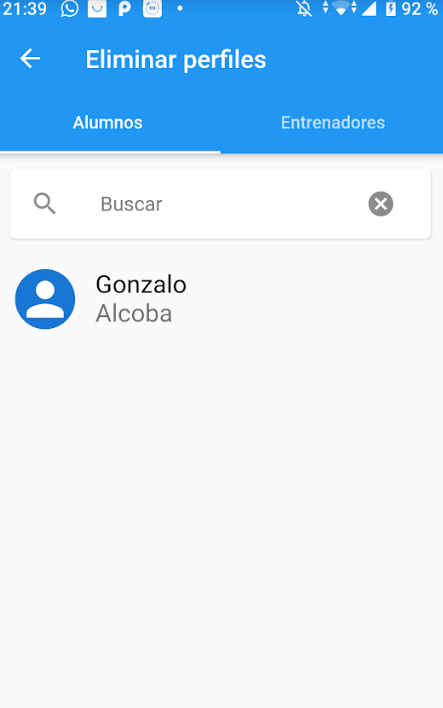 21:39 92 %
Eliminar perfiles
Alumnos Entrenadores
Buscar
Gonzalo
Alcoba